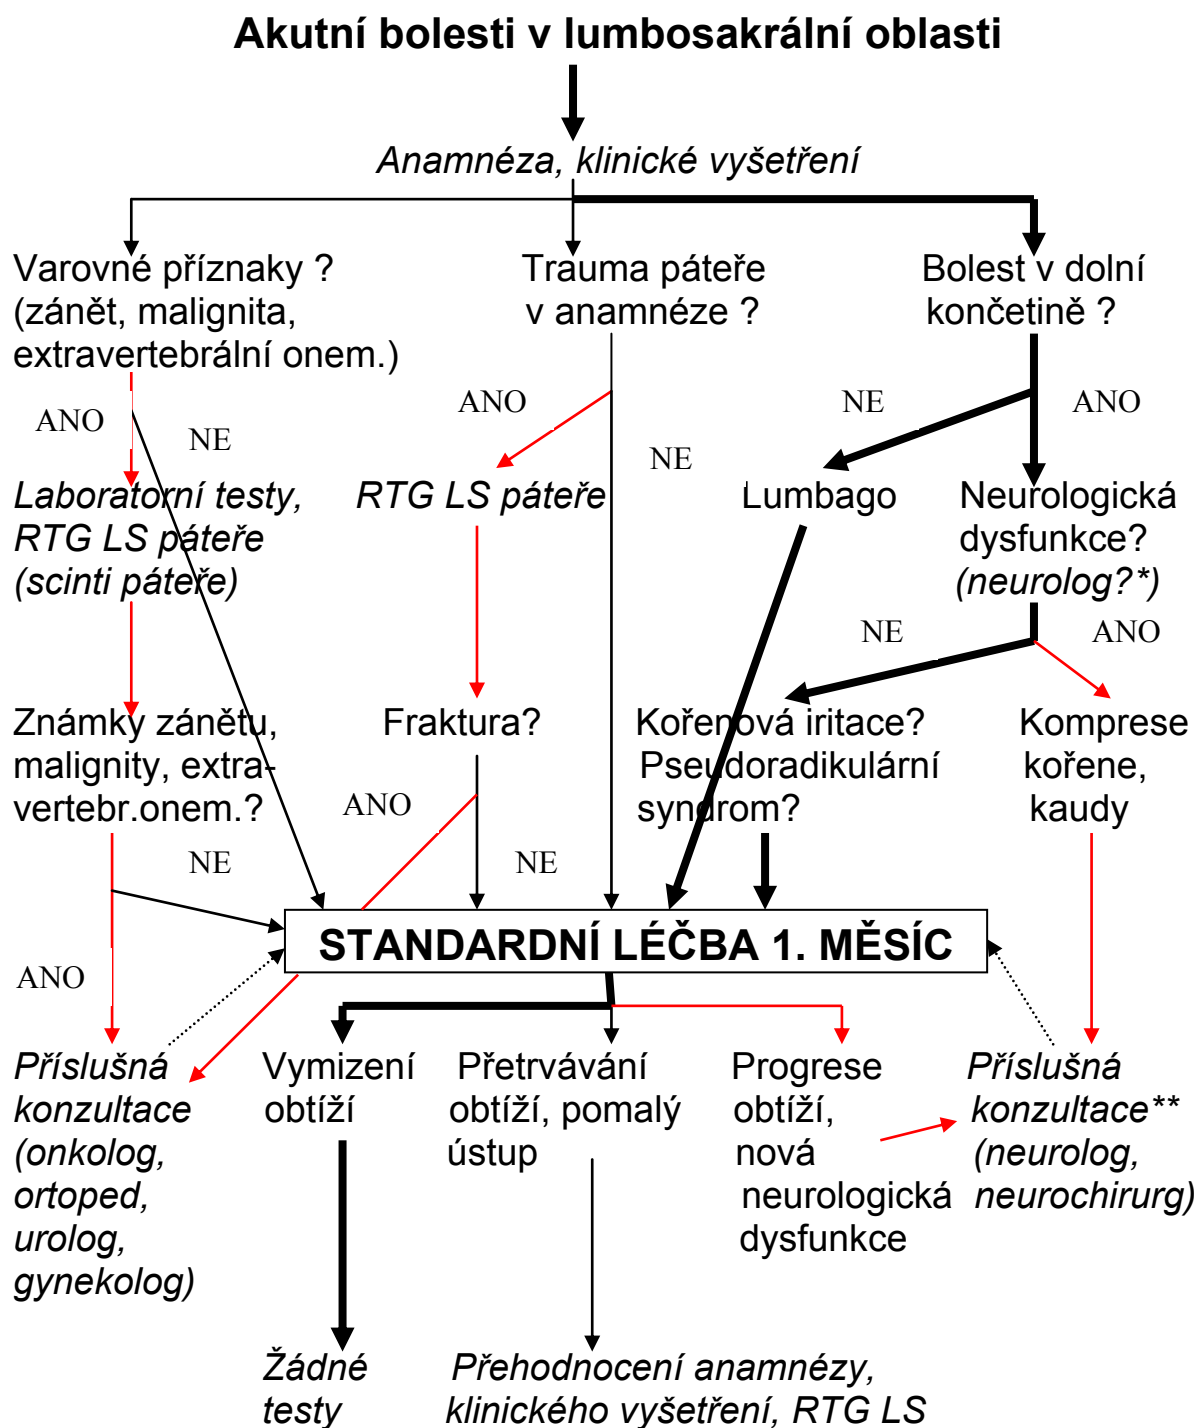 Akutní bolesti v lumbosakrální oblasti
Anamnéza, klinické vyšetření
Varovné příznaky ?
(zánět, malignita,
extravertebrální onem.)
Trauma páteře
v anamnéze ?
Bolest v dolní
končetině ?
ANO
NE
ANO
NE
NE
ANO
Laboratorní testy,
RTG LS páteře
(scinti páteře)
RTG LS páteře
Lumbago
Neurologická
dysfunkce?
(neurolog?*)
NE
ANO
Známky zánětu,
malignity, extra-
vertebr.onem.?
Fraktura?
Kořenová iritace?
Pseudoradikulární
syndrom?
Komprese
kořene,
kaudy
ANO
NE
NE
STANDARDNÍ LÉČBA 1. MĚSÍC
ANO
Příslušná
konzultace
(onkolog,
ortoped,
urolog,
gynekolog)
Vymizení
obtíží
Přetrvávání
obtíží, pomalý
ústup
Progrese
obtíží,
nová
neurologická
dysfunkce
Příslušná
konzultace**
(neurolog,
neurochirurg)
Žádné
testy
Přehodnocení anamnézy,
klinického vyšetření, RTG LS